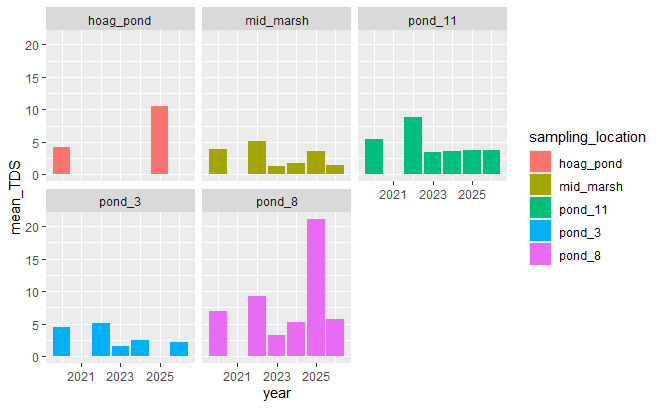 hoag_pond
mid_marsh
pond_11
20
15
10
5
0
2021 2023 2025
pond_3
pond_8
20
15
10
5
0
2021 2023 2025
2021 2023 2025
mean_TDS
year
sampling_location
hoag_pond
mid_marsh
pond_11
pond_3
pond_8